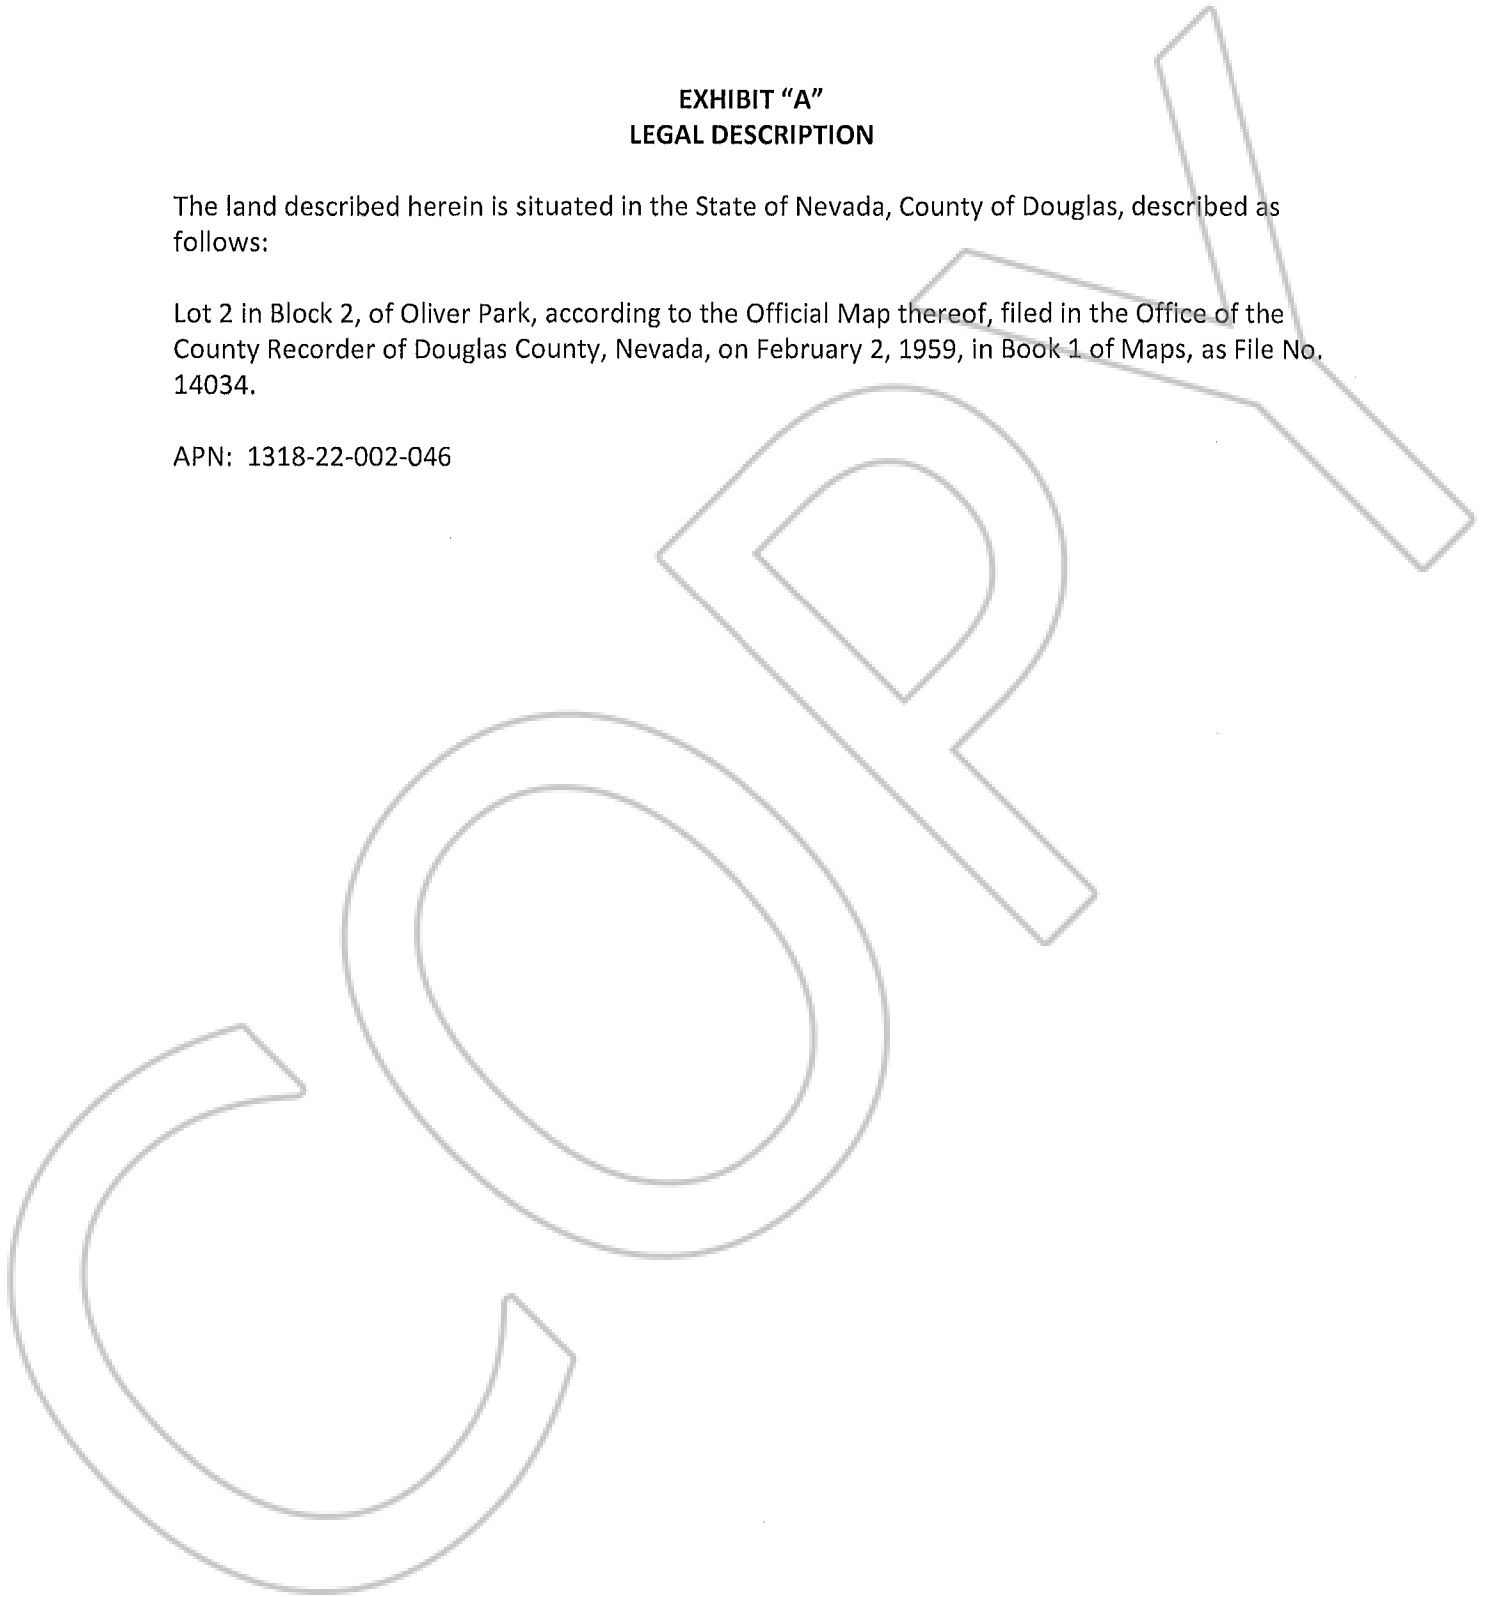 EXHIBIT “A”
LEGAL DESCRIPTION
The land described herein is situated in the State of Nevada, County of Douglas, described as
follows:
Lot 2 in Block 2, of Oliver Park, according to the Official Map thereof, filed in the Office of the
County Recorder of Douglas County, Nevada, on February 2, 1959, in Book 1 of Maps, as File No.
14034.
APN:  1318-22-002-046
COPY